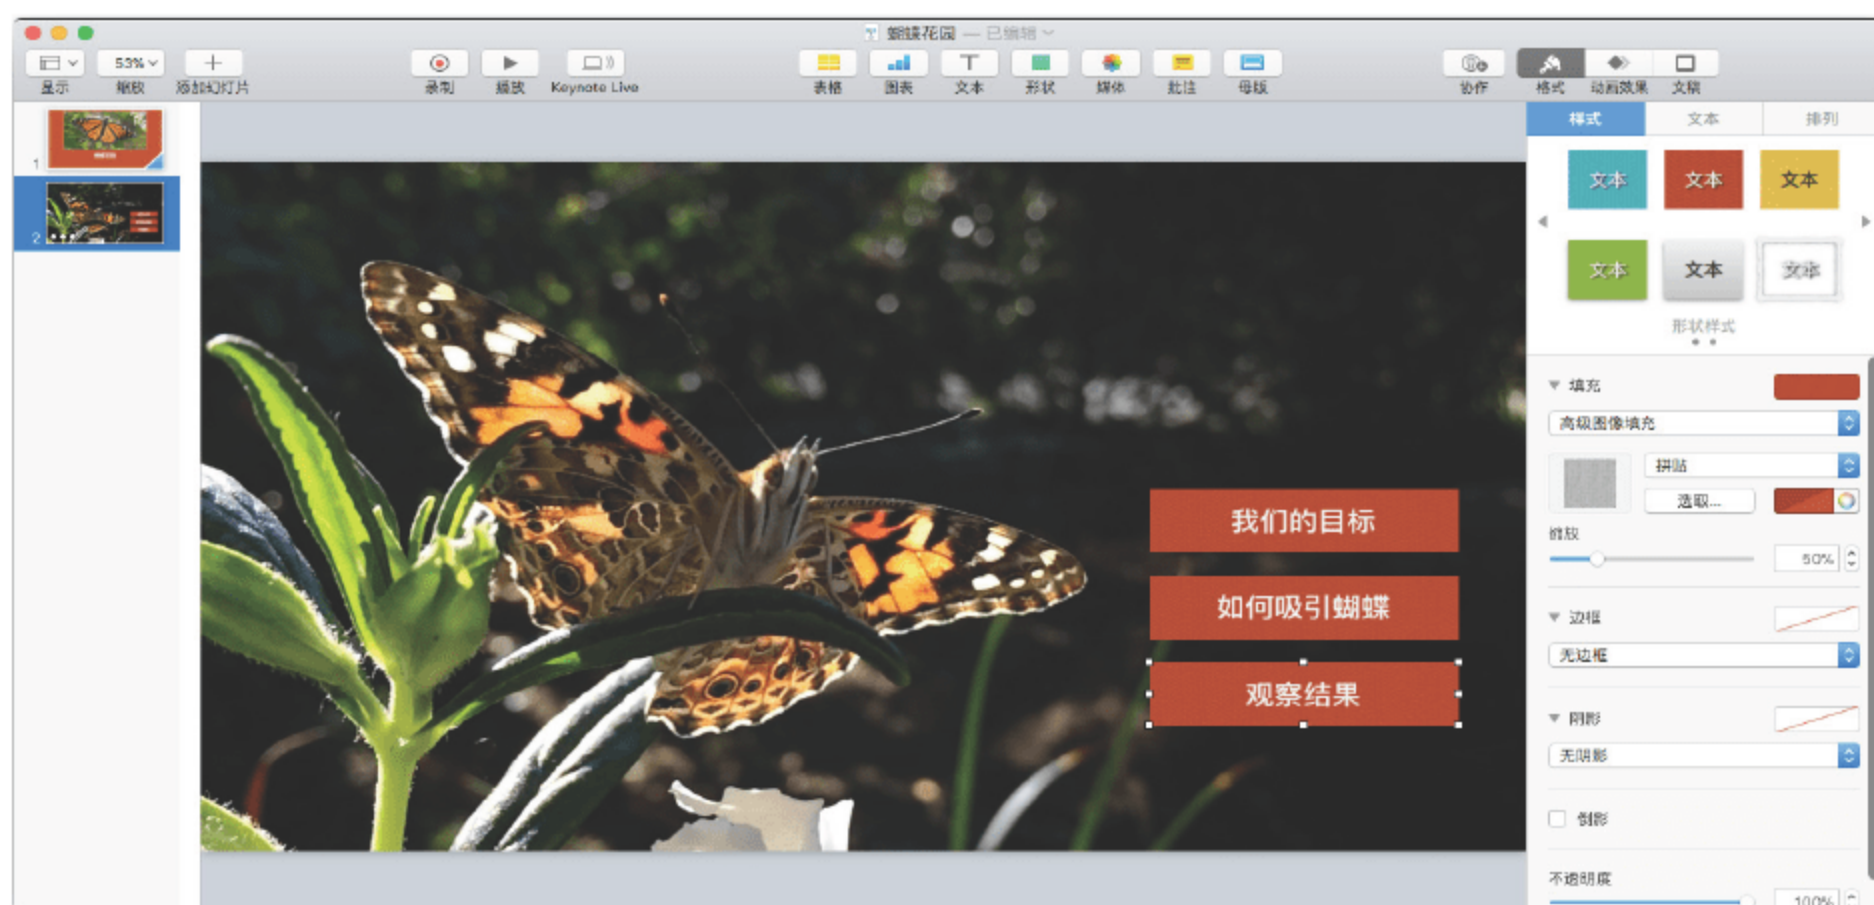 蝴蝶花园 — 已编辑
53%
显示 缩放 添加幻灯片 录制 播放 Keynote Live 表格 图表 文本 形状 媒体 批注 母版 协作 格式 动画效果 文稿
样式 文本 排列
1
2
文本 文本 文本
文本 文本 文本
形状样式
填充
高级图像填充
拼贴
选取...
缩放
50%
边框
无边框
阴影
无阴影
倒影
不透明度
100%
我们的目标
如何吸引蝴蝶
观察结果